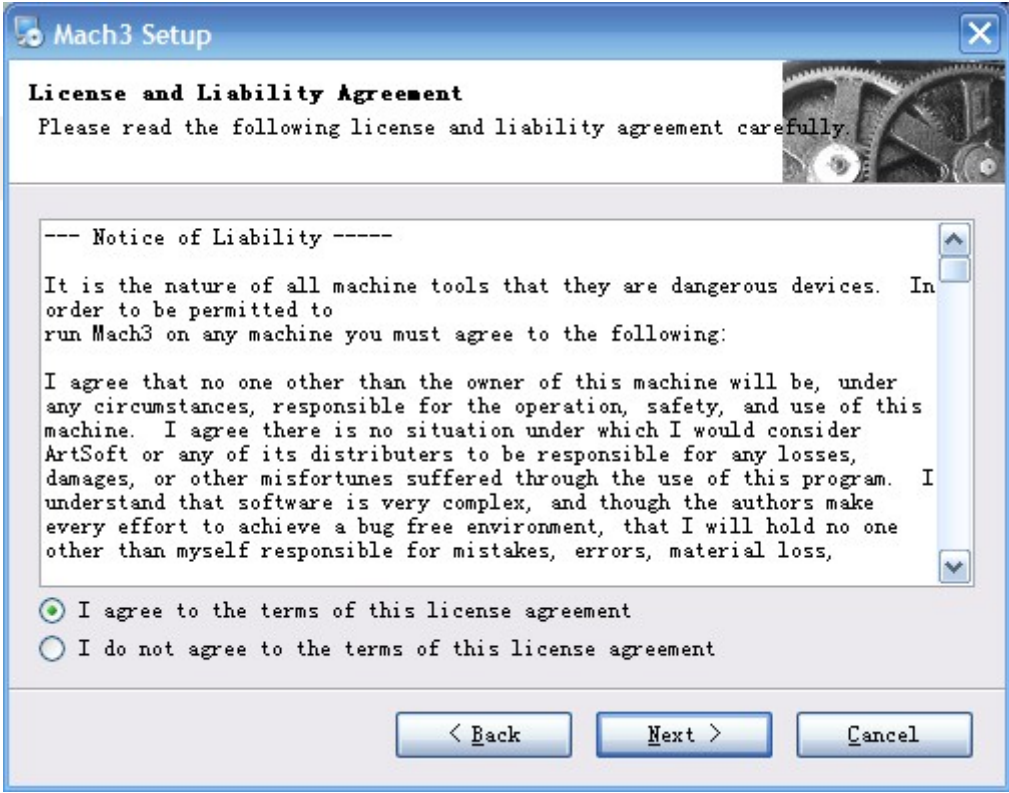 Mach3 Setup
License and Liability Agreement
Please read the following license and liability agreement carefully.
--- Notice of Liability -----
It is the nature of all machine tools that they are dangerous devices.  In
order to be permitted to
run Mach3 on any machine you must agree to the following:
I agree that no one other than the owner of this machine will be, under
any circumstances, responsible for the operation, safety, and use of this
machine.  I agree there is no situation under which I would consider
ArtSoft or any of its distributers to be responsible for any losses,
damages, or other misfortunes suffered through the use of this program.  I
understand that software is very complex, and though the authors make
every effort to achieve a bug free environment, that I will hold no one
other than myself responsible for mistakes, errors, material loss,
I agree to the terms of this license agreement
I do not agree to the terms of this license agreement
< Back
Next >
Cancel